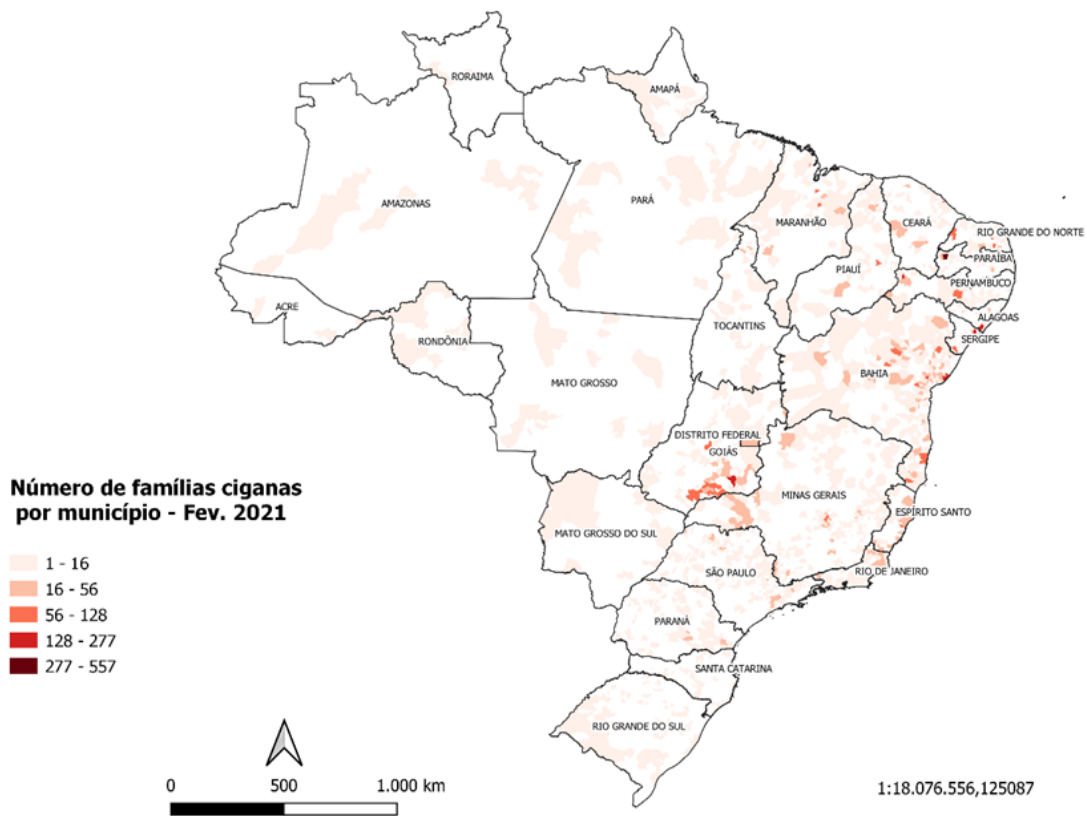 RORAIMA
AMAPÁ
AMAZONAS
PARÁ
MARANHÃO
CEARÁ
RIO GRANDE DO NORTE
PARAÍBA
PIAUÍ
PERNAMBUCO
ACRE
ALAGOAS
TOCANTINS
SERGIPE
RONDÔNIA
BAHIA
MATO GROSSO
DISTRITO FEDERAL
GOIÁS
MINAS GERAIS
ESPÍRITO SANTO
MATO GROSSO DO SUL
RIO DE JANEIRO
SÃO PAULO
PARANÁ
SANTA CATARINA
RIO GRANDE DO SUL
Número de famílias ciganas
por município - Fev. 2021
1 - 16
16 - 56
56 - 128
128 - 277
277 - 557
0 500 1.000 km
1:18.076.556,125087